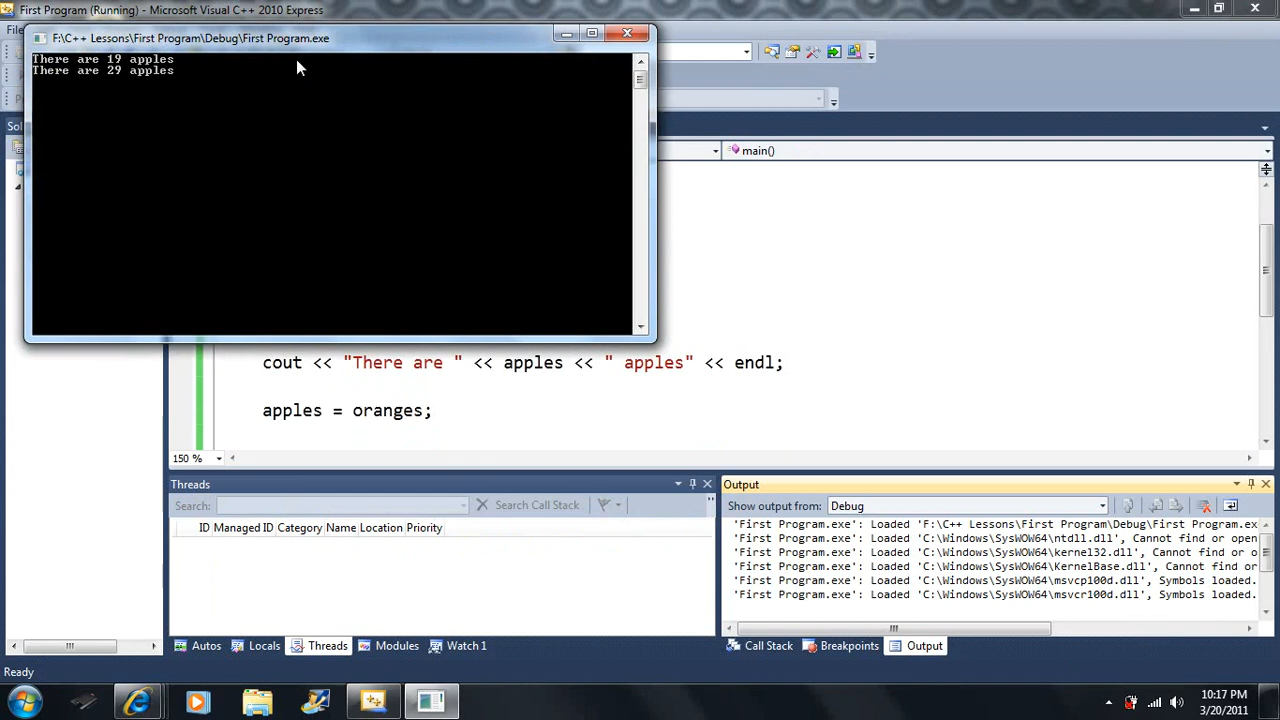 First Program (Running) - Microsoft Visual C++ 2010 Express
File
F:\C++ Lessons\First Program\Debug\First Program.exe
There are 19 apples
There are 29 apples
main()
cout << "There are " << apples << " apples" << endl;
apples = oranges;
150 %
Threads
Search:
Search Call Stack
ID Managed ID Category Name Location Priority
Autos Locals Threads Modules Watch 1
Output
Show output from: Debug
'First Program.exe': Loaded 'F:\C++ Lessons\First Program\Debug\First Program.ex
'First Program.exe': Loaded 'C:\Windows\SysWOW64\ntdll.dll', Cannot find or open
'First Program.exe': Loaded 'C:\Windows\SysWOW64\kernel32.dll', Cannot find or o
'First Program.exe': Loaded 'C:\Windows\SysWOW64\KernelBase.dll', Cannot find or
'First Program.exe': Loaded 'C:\Windows\SysWOW64\msvcp100d.dll', Symbols loaded.
'First Program.exe': Loaded 'C:\Windows\SysWOW64\msvcr100d.dll', Symbols loaded.
Call Stack Breakpoints Output
Ready
10:17 PM
3/20/2011